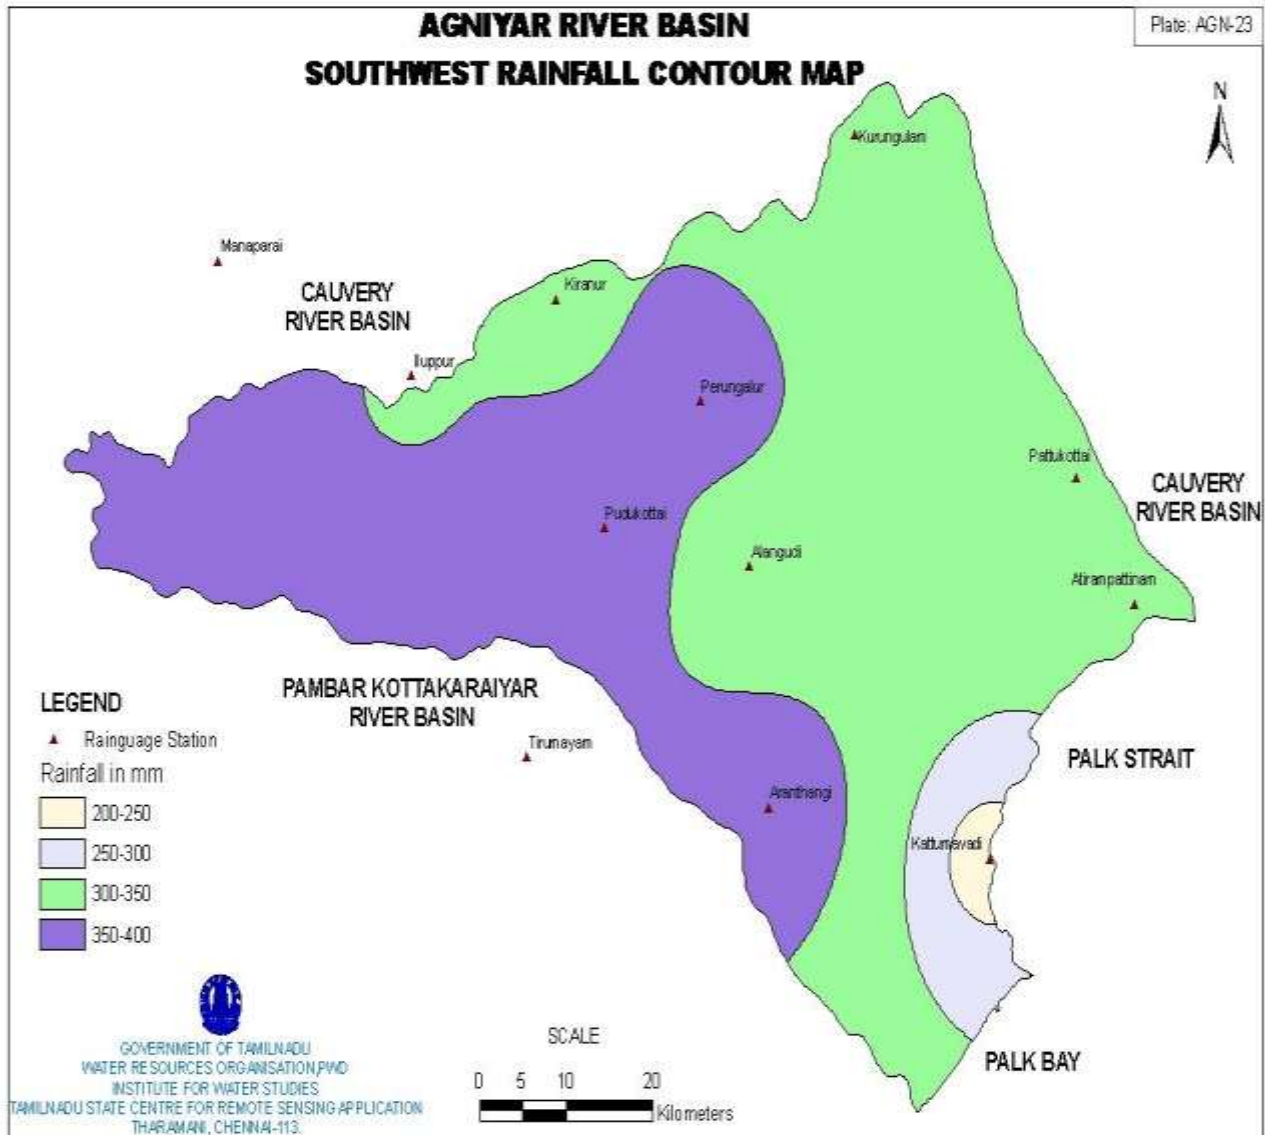 AGNIYAR RIVER BASIN
SOUTHWEST RAINFALL CONTOUR MAP
Plate: AGN-23
N
Kurungulam
Manaparai
CAUVERY
RIVER BASIN
Kiranur
Iluppur
Perungalur
Pattukottai
CAUVERY
RIVER BASIN
Pudukottai
Alangudi
Atirampattinam
PAMBAR KOTTAKARAIYAR
RIVER BASIN
Tirumayam
PALK STRAIT
Aranthangi
Kattumavadi
LEGEND
Rainguage Station
Rainfall in mm
200-250
250-300
300-350
350-400
GOVERNMENT OF TAMILNADU
WATER RESOURCES ORGANISATION,PWD
INSTITUTE FOR WATER STUDIES
TAMILNADU STATE CENTRE FOR REMOTE SENSING APPLICATION
THARAMANI, CHENNAI-113.
SCALE
0 5 10 20
Kilometers
PALK BAY